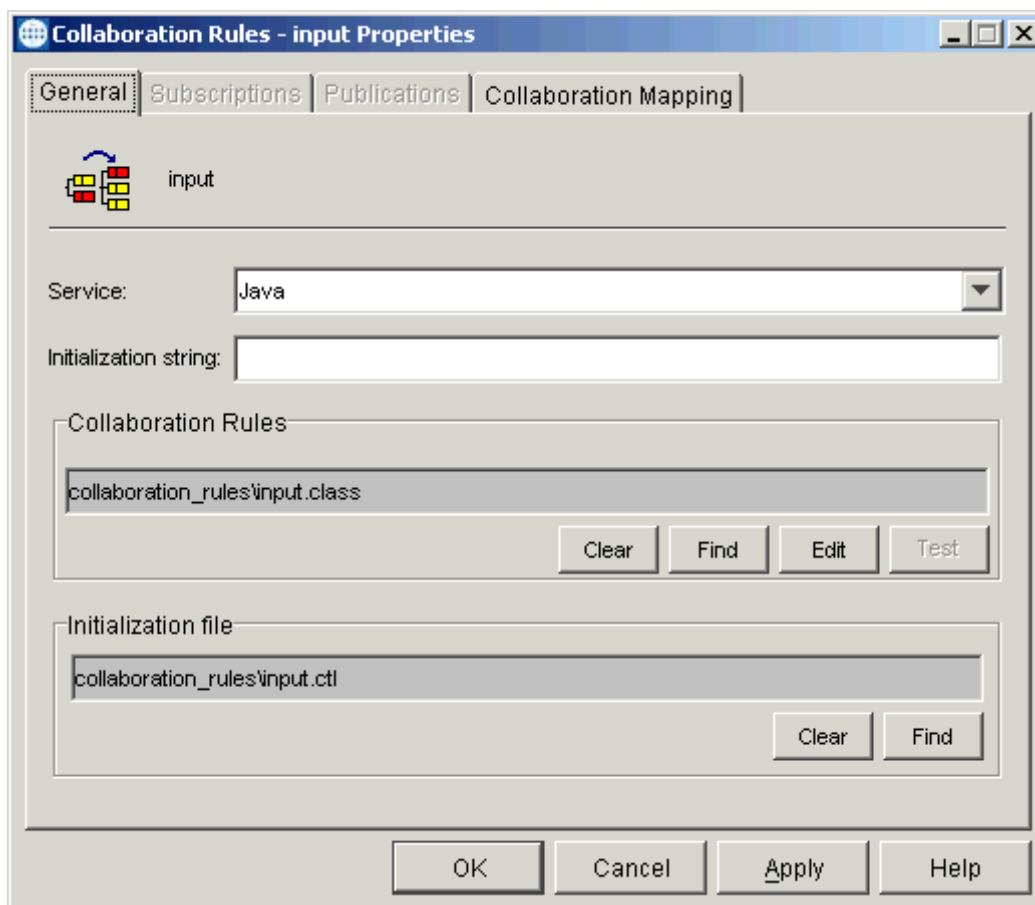 Collaboration Rules - input Properties
General Subscriptions Publications Collaboration Mapping
input
Service: Java
Initialization string:
Collaboration Rules
collaboration_rules\input.class
Clear Find Edit Test
Initialization file
collaboration_rules\input.ctl
Clear Find
OK Cancel Apply Help